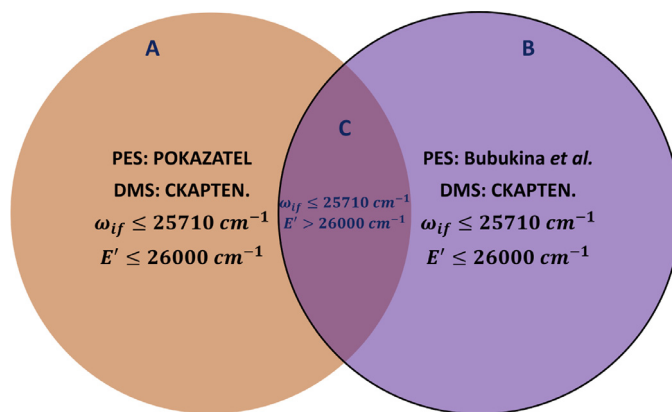 A
PES: POKAZATEL
DMS: CKAPTEN.
ω_if ≤ 25710 cm⁻¹
E′ ≤ 26000 cm⁻¹
C
ω_if ≤ 25710 cm⁻¹
E′ > 26000 cm⁻¹
B
PES: Bubukina et al.
DMS: CKAPTEN.
ω_if ≤ 25710 cm⁻¹
E′ ≤ 26000 cm⁻¹